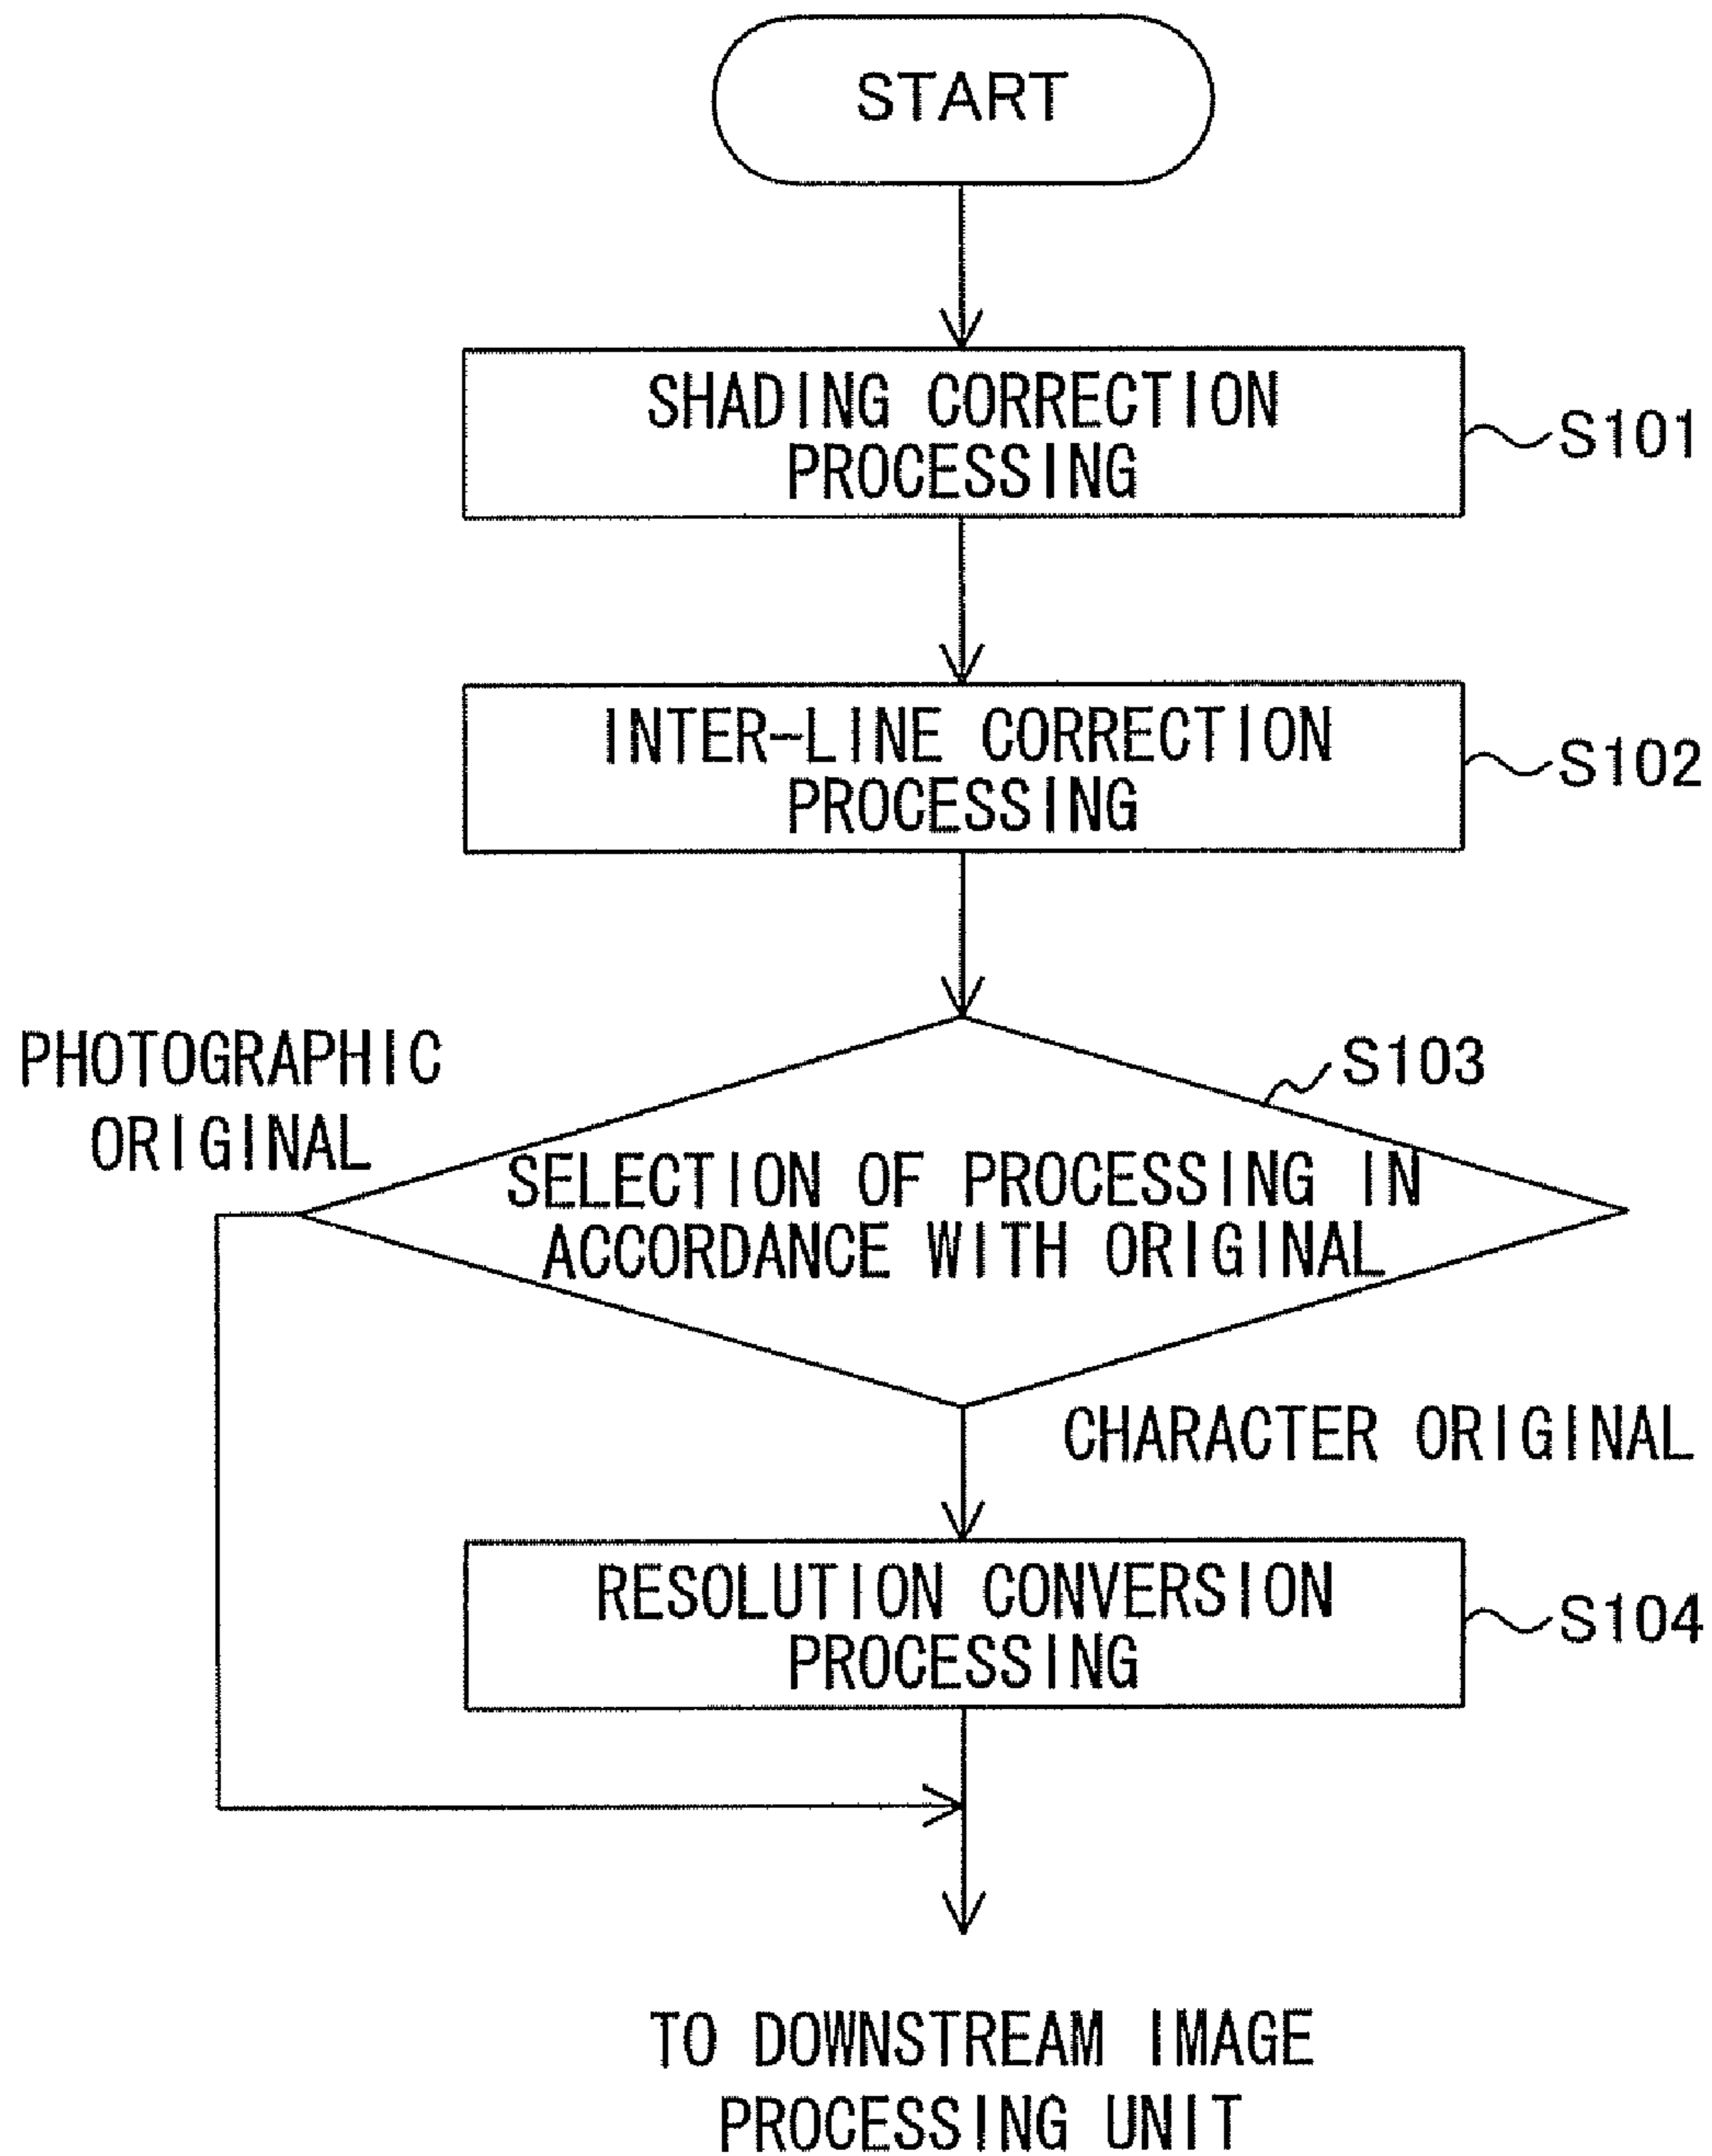 START
SHADING CORRECTION
PROCESSING
S101
INTER-LINE CORRECTION
PROCESSING
S102
PHOTOGRAPHIC
ORIGINAL
S103
SELECTION OF PROCESSING IN
ACCORDANCE WITH ORIGINAL
CHARACTER ORIGINAL
RESOLUTION CONVERSION
PROCESSING
S104
TO DOWNSTREAM IMAGE
PROCESSING UNIT